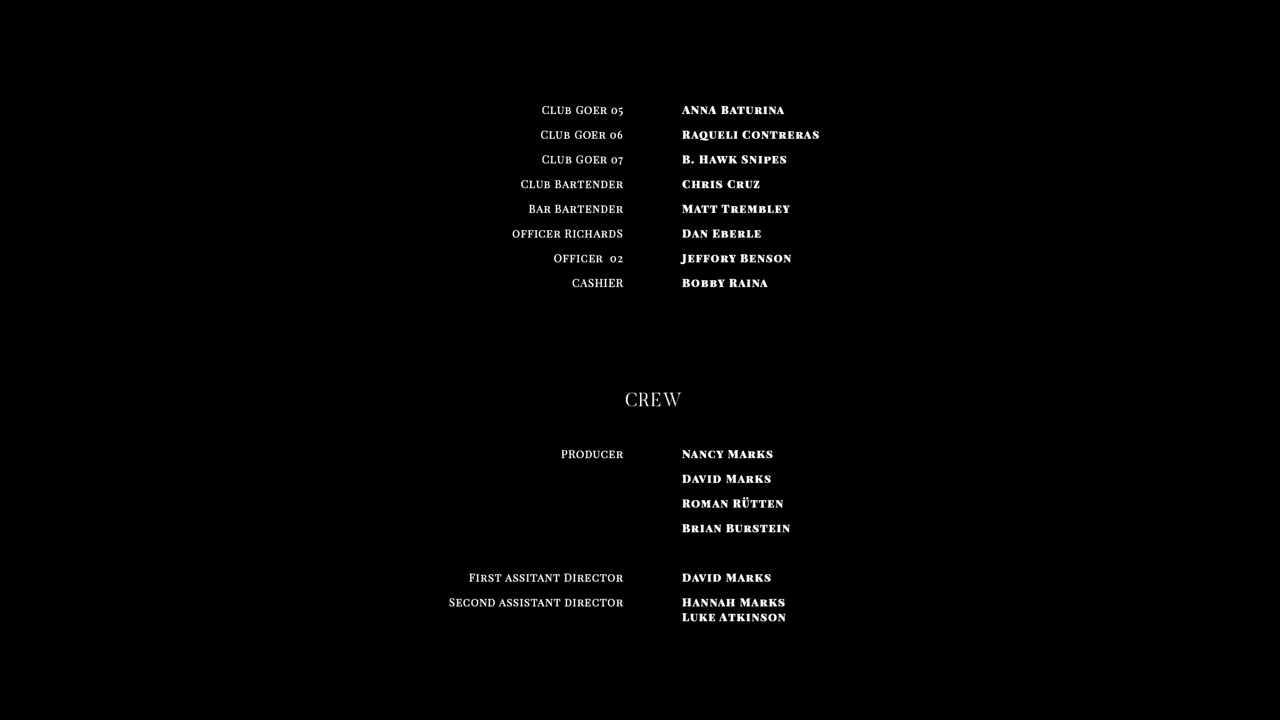 Club Goer 05 Anna Baturina
Club Goer 06 Raqueli Contreras
Club Goer 07 B. Hawk Snipes
Club Bartender Chris Cruz
Bar Bartender Matt Trembley
officer RichardS Dan Eberle
Officer 02 Jeffory Benson
CASHIER Bobby Raina
CREW
PRoducer Nancy Marks
David Marks
Roman Rütten
Brian Burstein
First assitant Director David Marks
Second assistant director Hannah Marks
Luke Atkinson